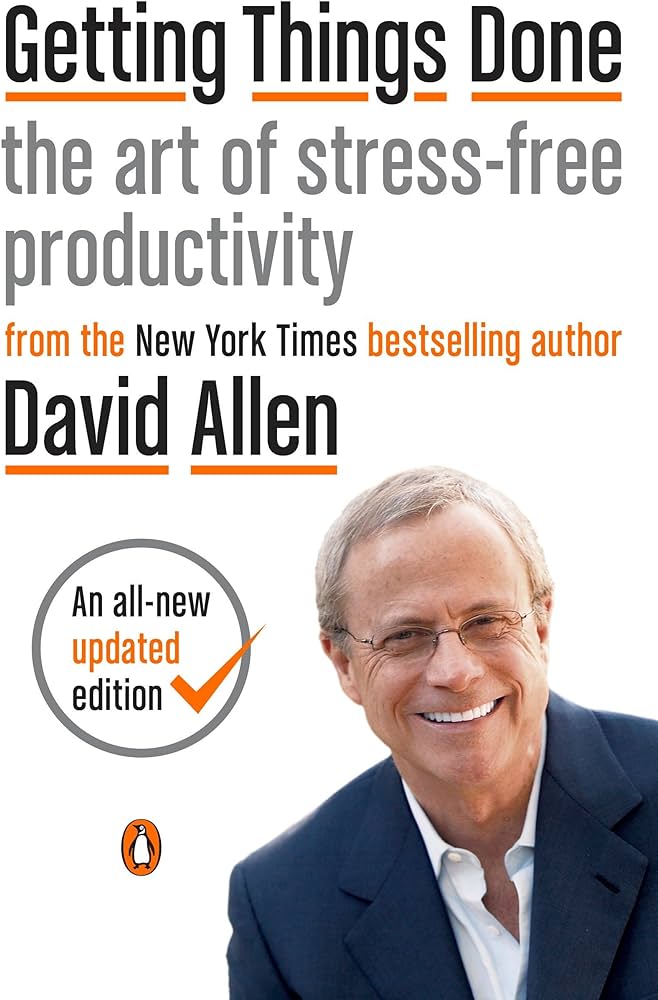 Getting Things Done
the art of stress-free
productivity
from the New York Times bestselling author
David Allen
An all-new
updated
edition